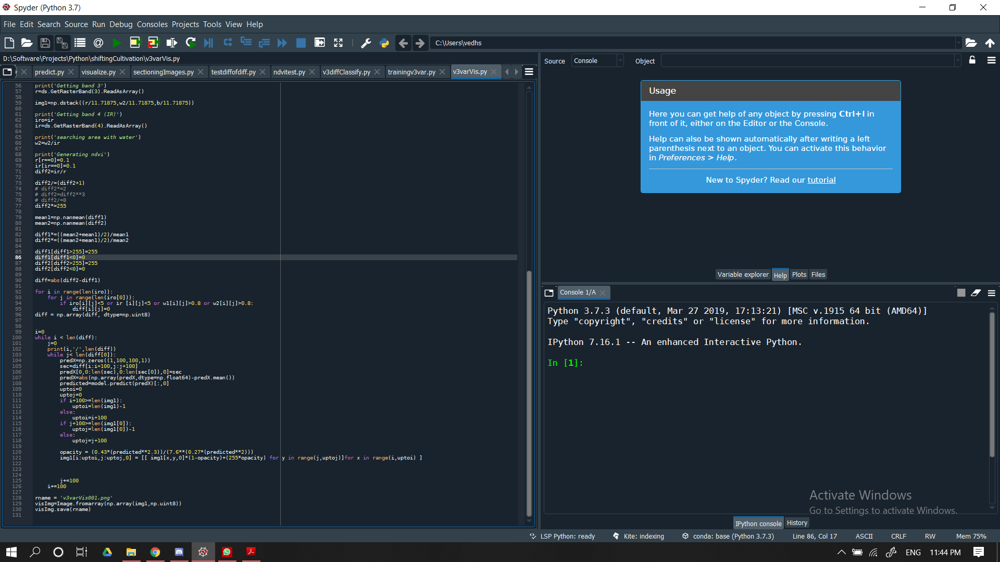 Spyder (Python 3.7)
File Edit Search Source Run Debug Consoles Projects Tools View Help
C:\Users\vedhs
D:\Software\Projects\Python\shiftingCultivation\v3varVis.py
predict.py visualize.py sectioningImages.py testdiffofdiff.py ndvitest.py v3diffClassify.py trainingv3var.py v3varVis.py
56 print('Getting band 3')
57 r=ds.GetRasterBand(3).ReadAsArray()
58
59 img1=np.dstack((r/11.71875,w2/11.71875,b/11.71875))
60
61 print('Getting band 4 (IR)')
62 iro=ir
63 ir=ds.GetRasterBand(4).ReadAsArray()
64
65 print('searching area with water')
66 w2=w2/ir
67
68 print('Generating ndvi')
69 r[r==0]=0.1
70 ir[ir==0]=0.1
71 diff2=ir/r
72
73 diff2/=(diff2+1)
74 # diff2*=2
75 # diff2=diff2**3
76 # diff2/=8
77 diff2*=255
78
79 mean1=np.nanmean(diff1)
80 mean2=np.nanmean(diff2)
81
82 diff1*=((mean2+mean1)/2)/mean1
83 diff2*=((mean2+mean1)/2)/mean2
84
85 diff1[diff1>255]=255
86 diff1[diff1<0]=0
87 diff2[diff2>255]=255
88 diff2[diff2<0]=0
89
90 diff=abs(diff2-diff1)
91
92 for i in range(len(iro)):
93 for j in range(len(iro[0])):
94 if iro[i][j]<5 or ir [i][j]<5 or w1[i][j]>0.8 or w2[i][j]>0.8:
95 diff[i][j]=0
96 diff = np.array(diff, dtype=np.uint8)
97
98
99 i=0
100 while i < len(diff):
101 j=0
102 print(i,'/',len(diff))
103 while j< len(diff[0]):
104 predX=np.zeros((1,100,100,1))
105 sec=diff[i:i+100,j:j+100]
106 predX[0,0:len(sec),0:len(sec[0]),0]=sec
107 predX=abs(np.array(predX,dtype=np.float64)-predX.mean())
108 predicted=model.predict(predX)[:,0]
109 uptoi=0
110 uptoj=0
111 if i+100>=len(img1):
112 uptoi=len(img1)-1
113 else:
114 uptoi=i+100
115 if j+100>=len(img1[0]):
116 uptoj=len(img1[0])-1
117 else:
118 uptoj=j+100
119
120 opacity = (0.43*(predicted**2.3))/(7.6**(0.27*(predicted**2)))
121 img1[i:uptoi,j:uptoj,0] = [[ img1[x,y,0]*(1-opacity)+(255*opacity) for y in range(j,uptoj)]for x in range(i,uptoi) ]
122
123
124
125 j+=100
126 i+=100
127
128 rname = 'v3varVis001.png'
129 visImg=Image.fromarray(np.array(img1,np.uint8))
130 visImg.save(rname)
131
Source Console Object
Usage
Here you can get help of any object by pressing Ctrl+I in
front of it, either on the Editor or the Console.
Help can also be shown automatically after writing a left
parenthesis next to an object. You can activate this behavior
in Preferences > Help.
New to Spyder? Read our tutorial
Variable explorer Help Plots Files
Console 1/A
Python 3.7.3 (default, Mar 27 2019, 17:13:21) [MSC v.1915 64 bit (AMD64)]
Type "copyright", "credits" or "license" for more information.
IPython 7.16.1 -- An enhanced Interactive Python.
In [1]:
Activate Windows
Go to Settings to activate Windows.
IPython console History
LSP Python: ready Kite: indexing conda: base (Python 3.7.3) Line 86, Col 17 ASCII CRLF RW Mem 75%
ENG 11:44 PM